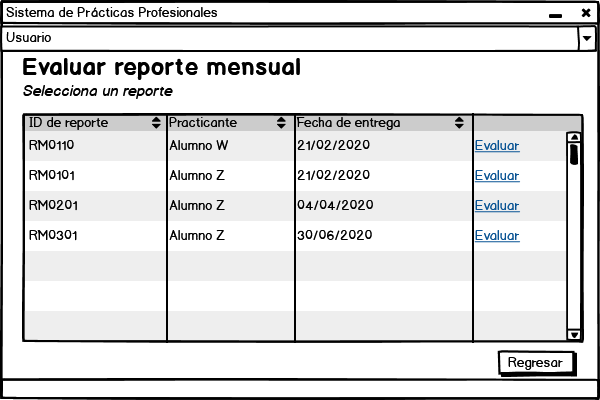 Sistema de Prácticas Profesionales
Usuario
Evaluar reporte mensual
Selecciona un reporte
ID de reporte Practicante Fecha de entrega
RM0110 Alumno W 21/02/2020 Evaluar
RM0101 Alumno Z 21/02/2020 Evaluar
RM0201 Alumno Z 04/04/2020 Evaluar
RM0301 Alumno Z 30/06/2020 Evaluar
Regresar